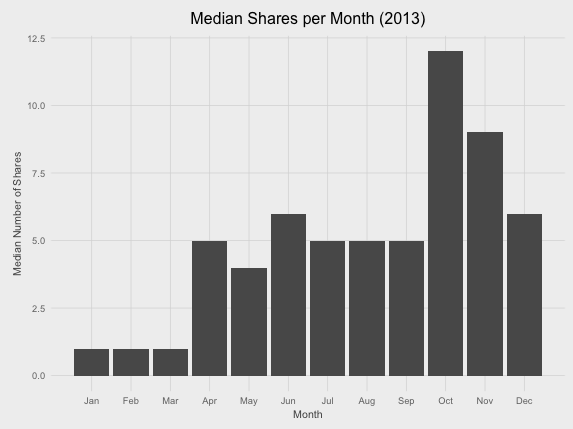 Median Shares per Month (2013)
Median Number of Shares
12.5
10.0
7.5
5.0
2.5
0.0
Jan Feb Mar Apr May Jun Jul Aug Sep Oct Nov Dec
Month